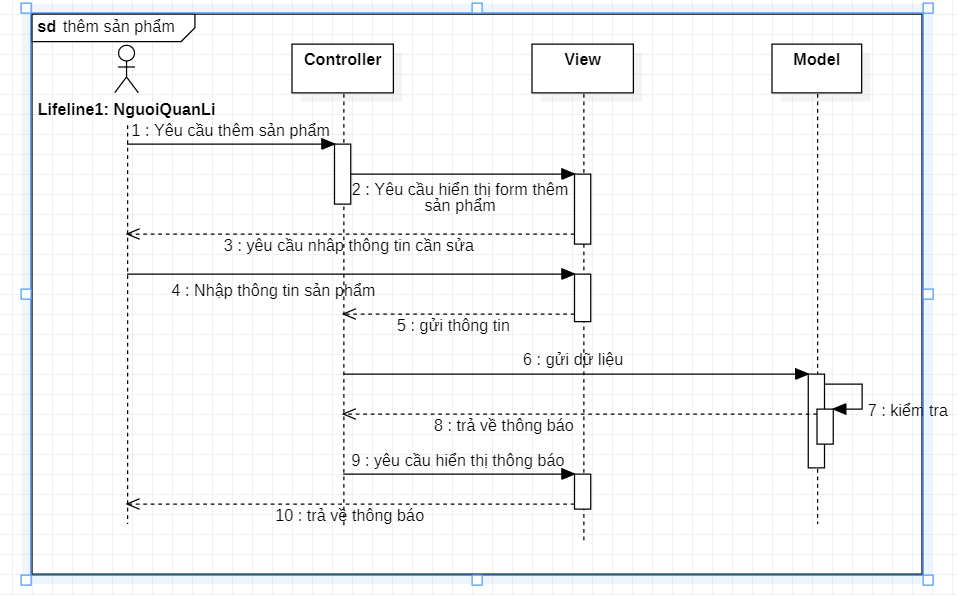 sd thêm sản phẩm
Controller
View
Model
Lifeline1: NguoiQuanLi
1 : Yêu cầu thêm sản phẩm
2 : Yêu cầu hiển thị form thêm
sản phẩm
3 : yêu cầu nhập thông tin cần sửa
4 : Nhập thông tin sản phẩm
5 : gửi thông tin
6 : gửi dữ liệu
7 : kiểm tra
8 : trả về thông báo
9 : yêu cầu hiển thị thông báo
10 : trả về thông báo